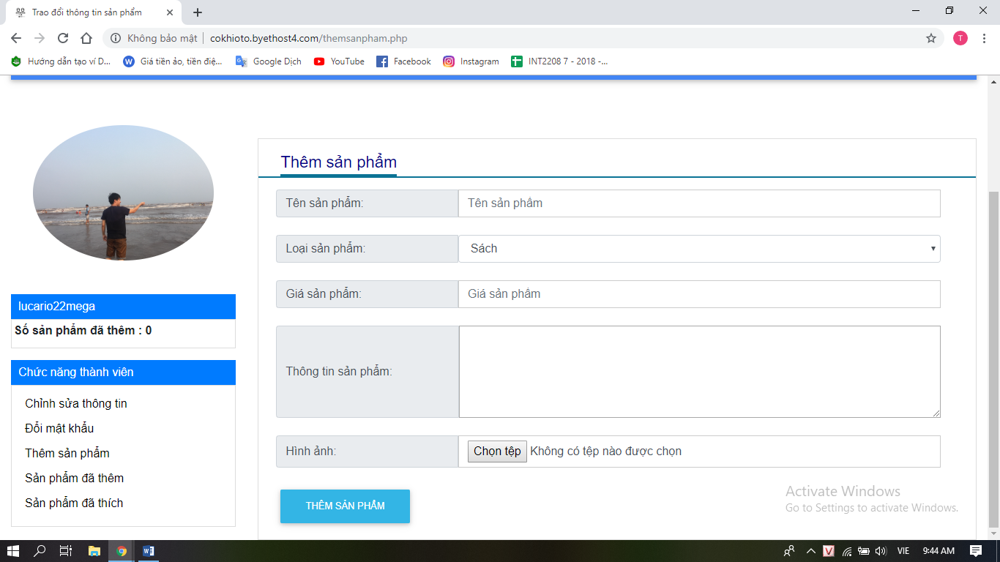 Trao đổi thông tin sản phẩm
Không bảo mật
cokhioto.byethost4.com/themsanpham.php
T
Hướng dẫn tạo ví D...
W Giá tiền ảo, tiền điệ...
Google Dịch
YouTube
Facebook
Instagram
INT2208 7 - 2018 -...
lucario22mega
Số sản phẩm đã thêm : 0
Chức năng thành viên
Chỉnh sửa thông tin
Đổi mật khẩu
Thêm sản phẩm
Sản phẩm đã thêm
Sản phẩm đã thích
Thêm sản phẩm
Tên sản phẩm: Tên sản phẩm
Loại sản phẩm: Sách
Giá sản phẩm: Giá sản phẩm
Thông tin sản phẩm:
Hình ảnh: Chọn tệp Không có tệp nào được chọn
THÊM SẢN PHẨM
Activate Windows
Go to Settings to activate Windows.
V
VIE
9:44 AM